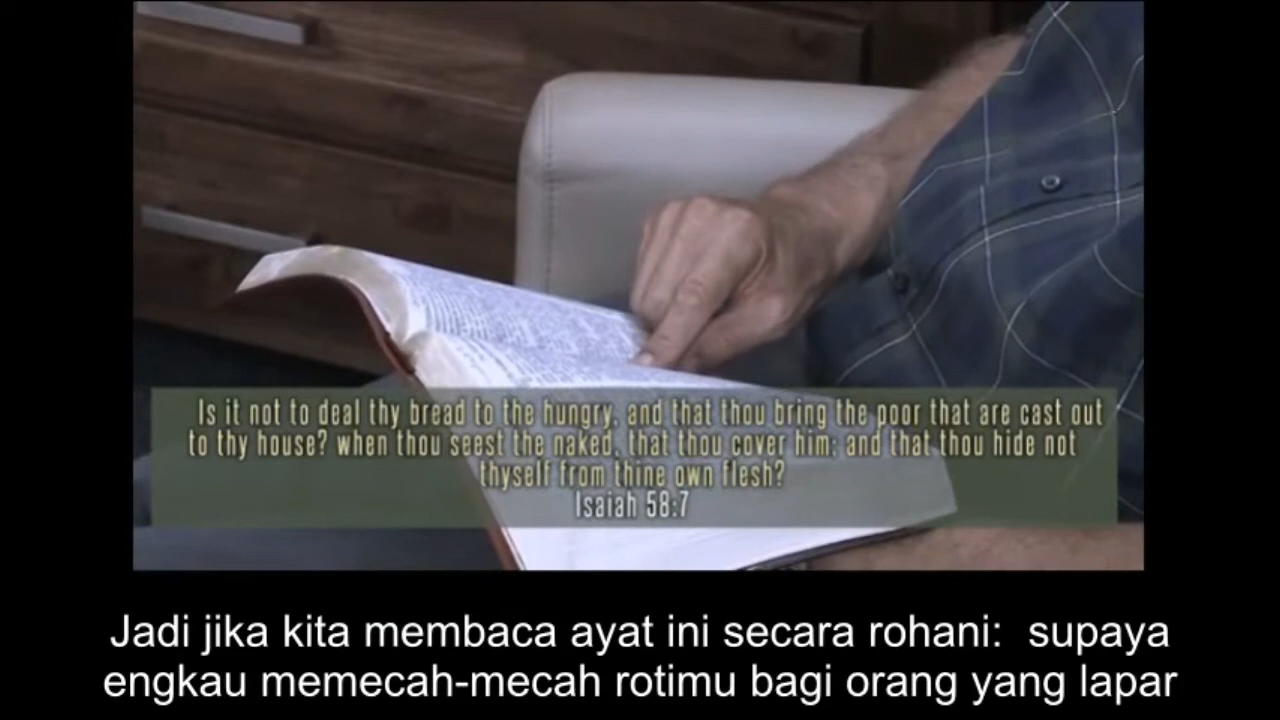 Is it not to deal thy bread to the hungry, and that thou bring the poor that are cast out
to thy house? when thou seest the naked, that thou cover him; and that thou hide not
thyself from thine own flesh?
Isaiah 58:7
Jadi jika kita membaca ayat ini secara rohani: supaya
engkau memecah-mecah rotimu bagi orang yang lapar